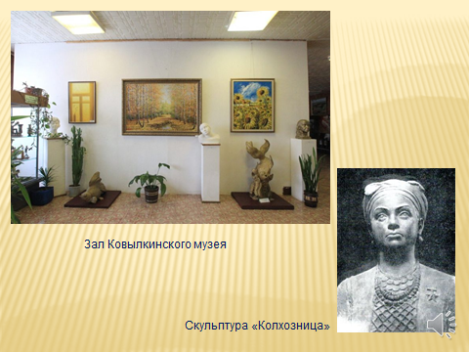 Зал Ковылкинского музея
Скульптура «Колхозница»